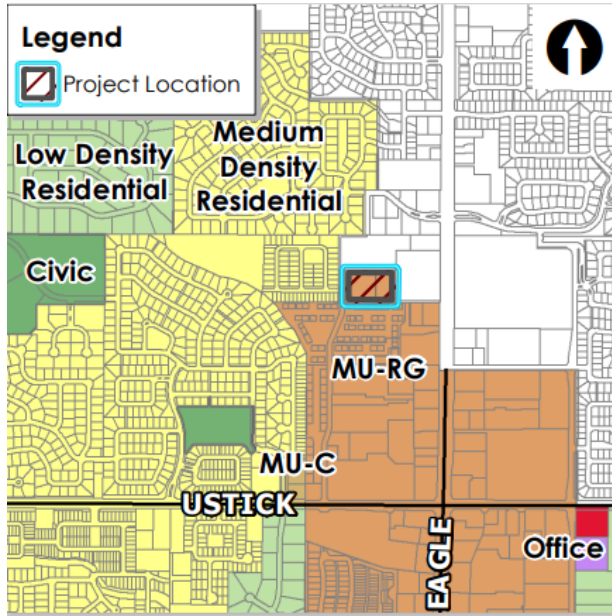 Legend
Project Location
Medium
Density
Residential
Low Density
Residential
Civic
MU-RG
MU-C
USTICK
EAGLE
Office